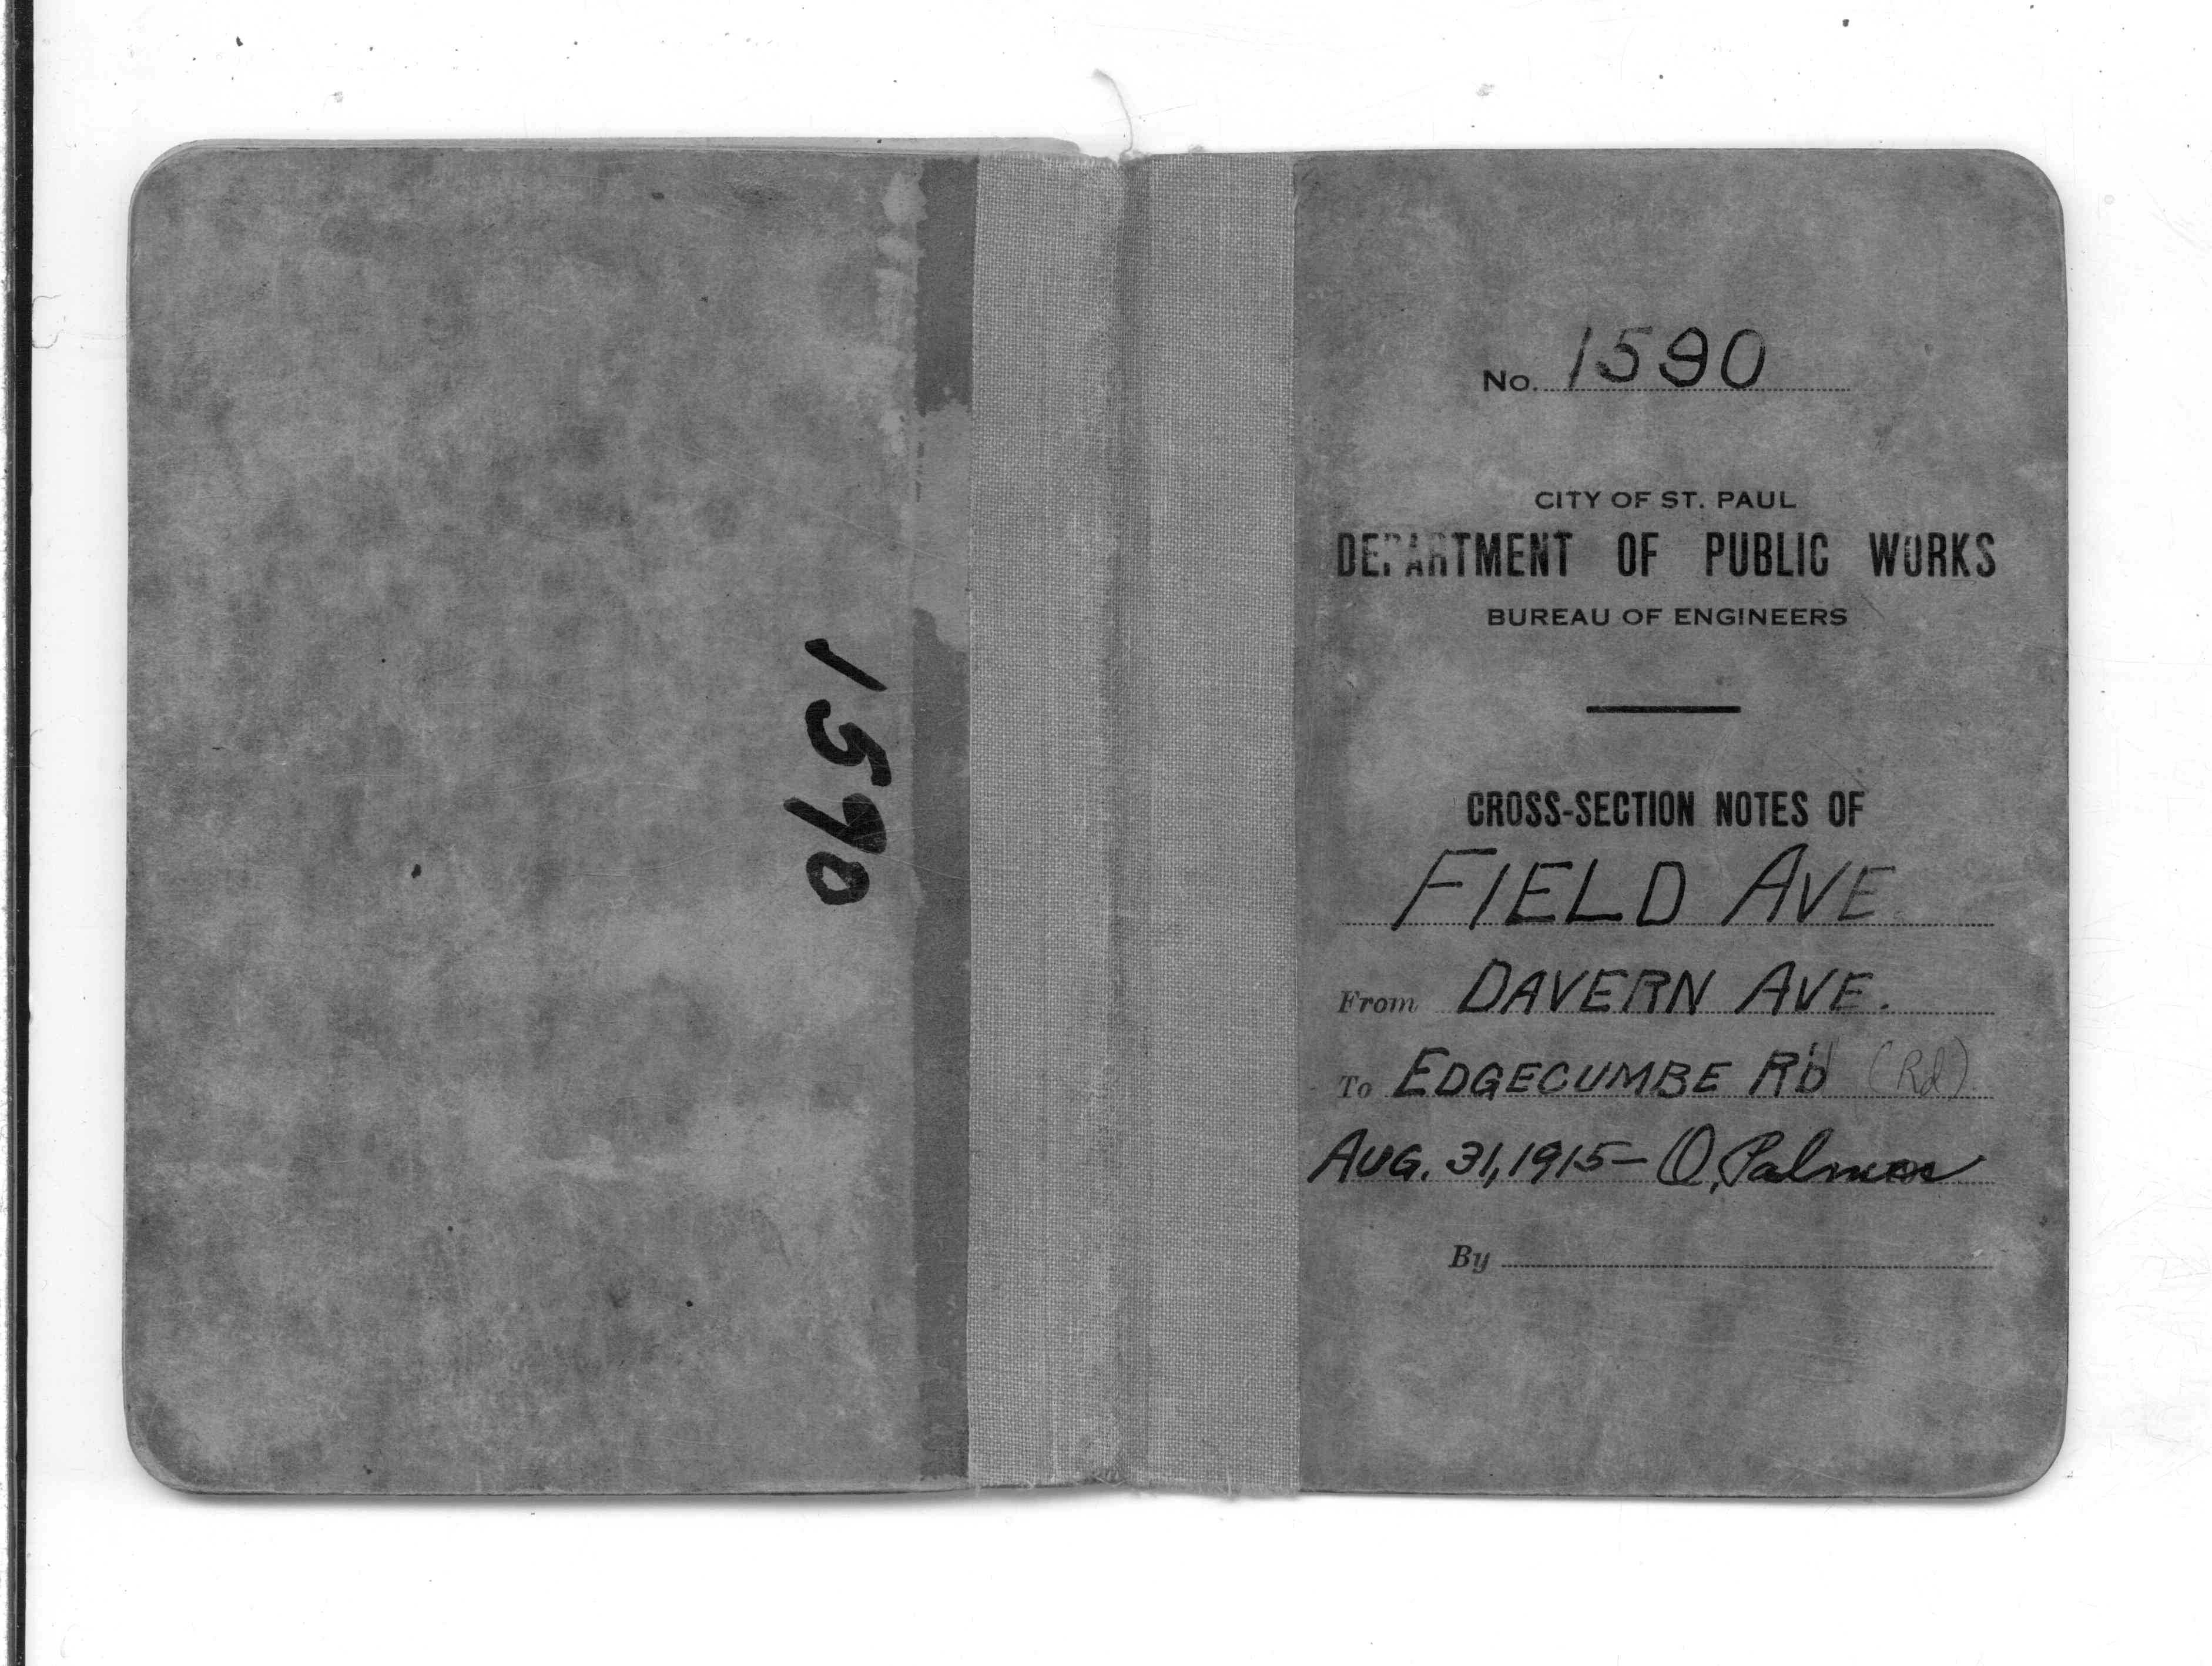 1590
No. 1590
CITY OF ST. PAUL
DEPARTMENT OF PUBLIC WORKS
BUREAU OF ENGINEERS
CROSS-SECTION NOTES OF
FIELD AVE.
From DAVERN AVE.
To EDGECUMBE Rd (Rd)
AUG. 31, 1915- O. Palmer
By